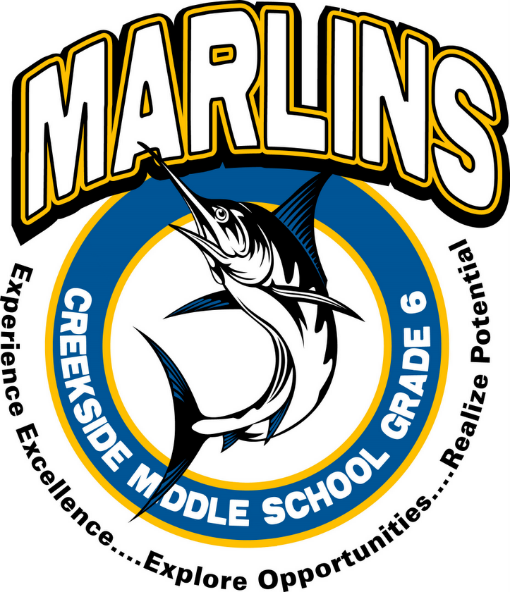 MARLINS
CREEKSIDE MIDDLE SCHOOL GRADE 6
Experience Excellence....Explore Opportunities....Realize Potential